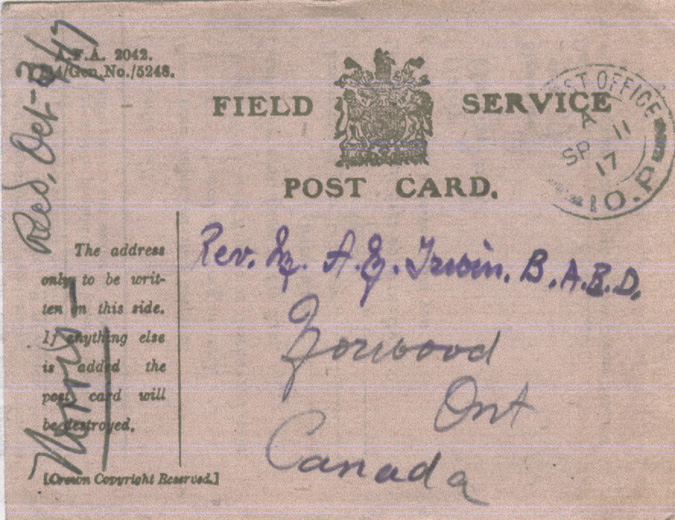 A.F.A. 2042.
114/Gen.No./5248.
FIELD SERVICE
POST CARD.
POST OFFICE
A
SP 11
17
O.P
The address
only to be writ-
ten on this side.
If anything else
is added the
post card will
be destroyed.
[Crown Copyright Reserved.]
Rev. A. E. Irwin. B.A. B.D.
Norwood
Ont
Canada
Rec'd, Oct-3/17
Norris-